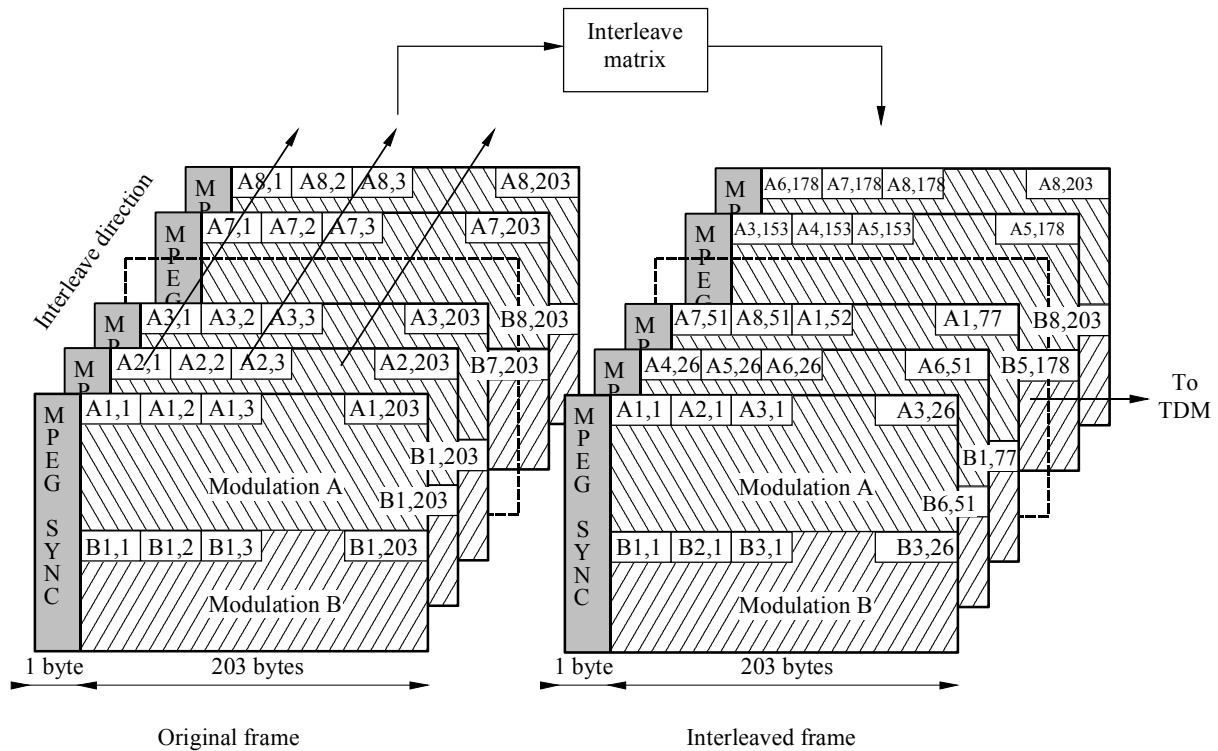 Interleave
matrix
Interleave direction
MP
A8,1 A8,2 A8,3 A8,203
MPEG
A7,1 A7,2 A7,3 A7,203
B8,203
MP
A3,1 A3,2 A3,3 A3,203
B7,203
MP
A2,1 A2,2 A2,3 A2,203
B1,203
MPEG SYNC
A1,1 A1,2 A1,3 A1,203
Modulation A
B1,203
B1,1 B1,2 B1,3 B1,203
Modulation B
1 byte 203 bytes
Original frame
MP
A6,178 A7,178 A8,178 A8,203
MPEG
A3,153 A4,153 A5,153 A5,178
B8,203
MP
A7,51 A8,51 A1,52 A1,77
B5,178
MP
A4,26 A5,26 A6,26 A6,51
B1,77
MPEG SYNC
A1,1 A2,1 A3,1 A3,26
Modulation A
B6,51
B1,1 B2,1 B3,1 B3,26
Modulation B
1 byte 203 bytes
Interleaved frame
To
TDM